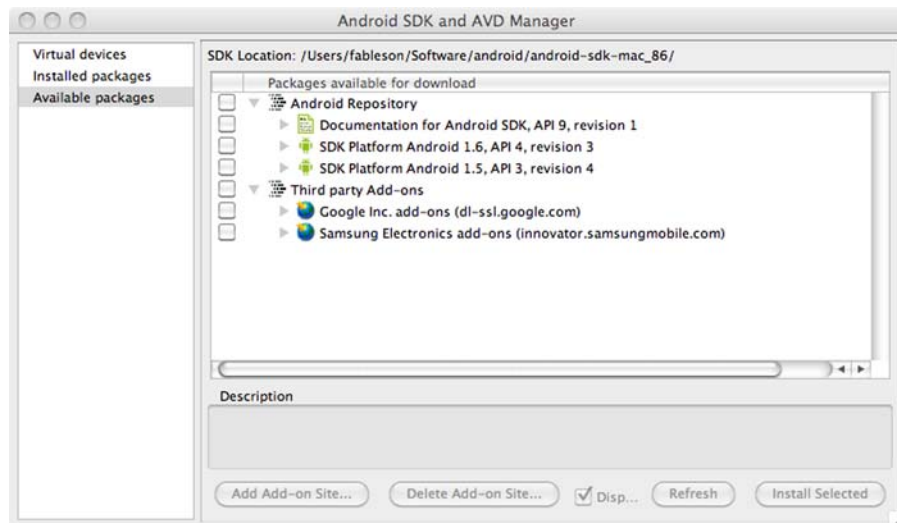 Android SDK and AVD Manager
Virtual devices
Installed packages
Available packages
SDK Location: /Users/fableson/Software/android/android-sdk-mac_86/
Packages available for download
Android Repository
Documentation for Android SDK, API 9, revision 1
SDK Platform Android 1.6, API 4, revision 3
SDK Platform Android 1.5, API 3, revision 4
Third party Add-ons
Google Inc. add-ons (dl-ssl.google.com)
Samsung Electronics add-ons (innovator.samsungmobile.com)
Description
Add Add-on Site... Delete Add-on Site... Disp... Refresh Install Selected